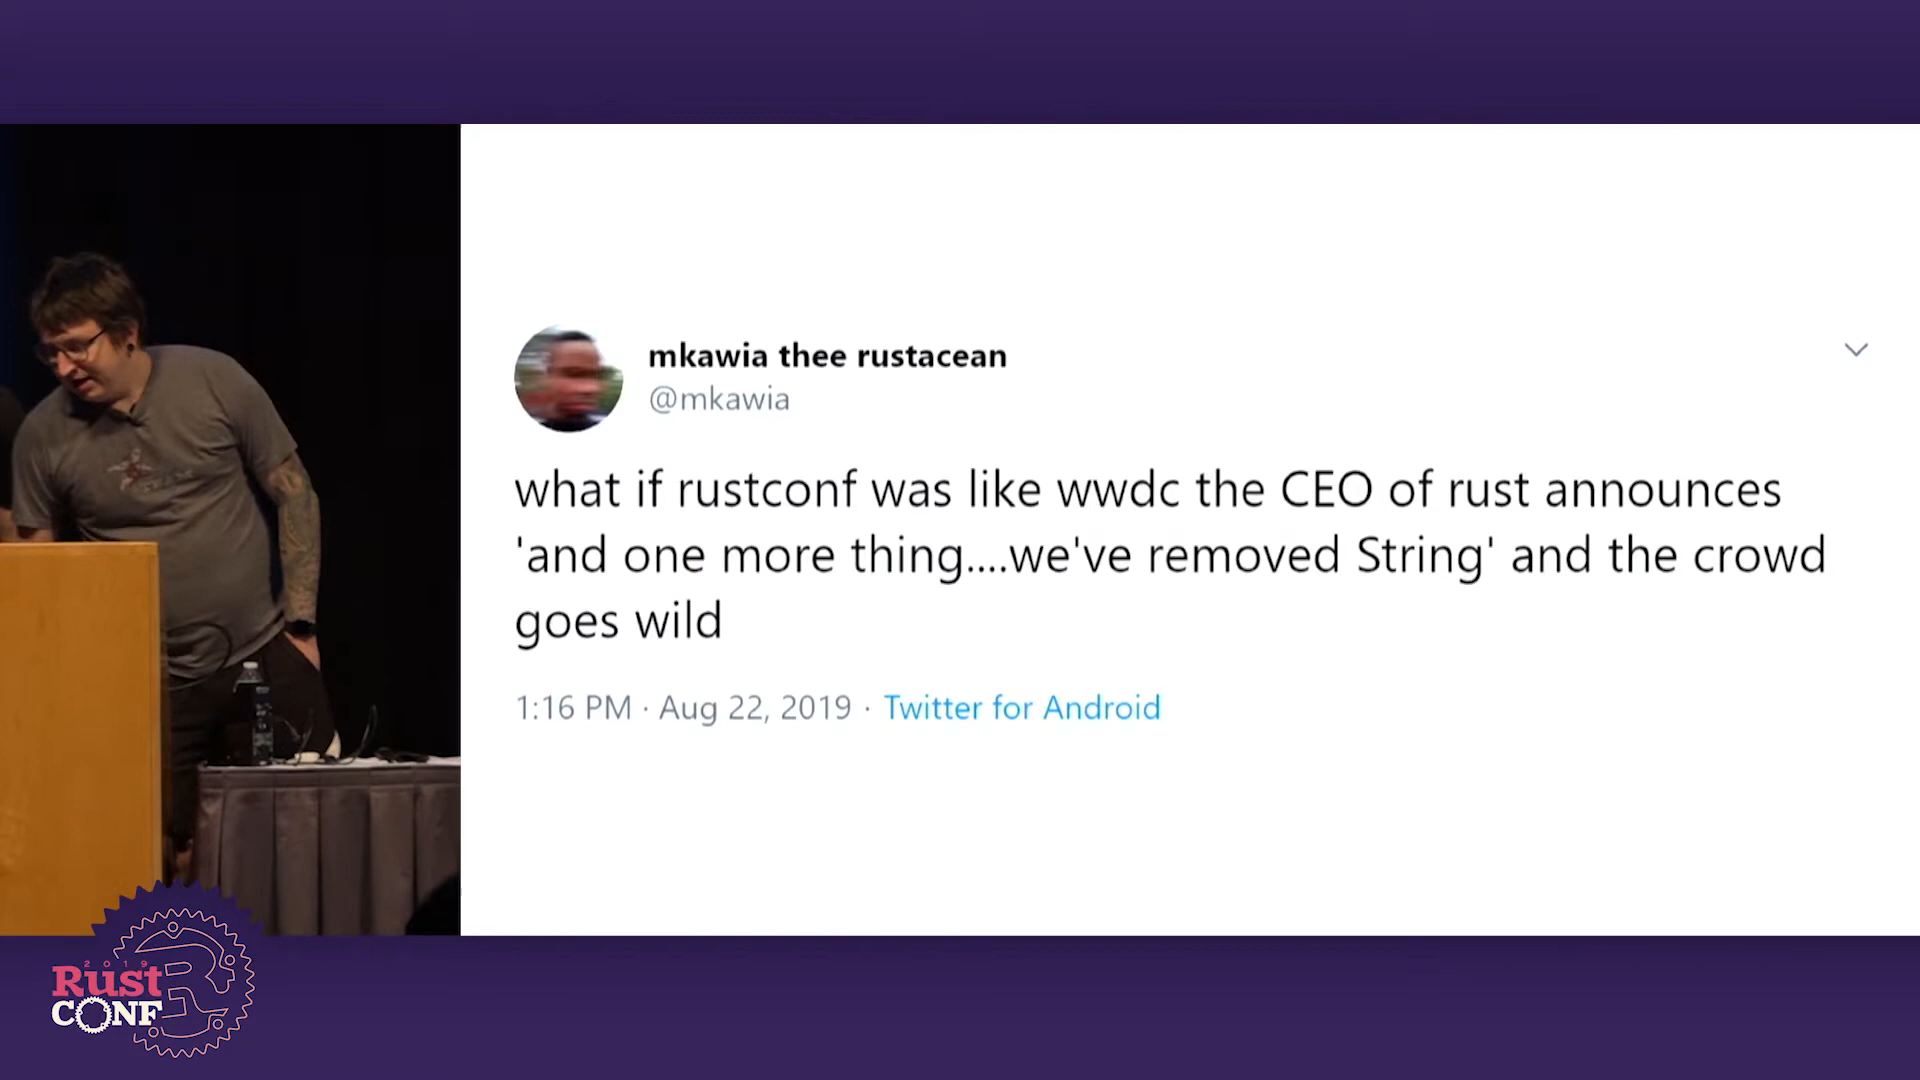 mkawia thee rustacean
@mkawia
what if rustconf was like wwdc the CEO of rust announces
'and one more thing....we've removed String' and the crowd
goes wild
1:16 PM · Aug 22, 2019 · Twitter for Android
2019
Rust
CONF
R